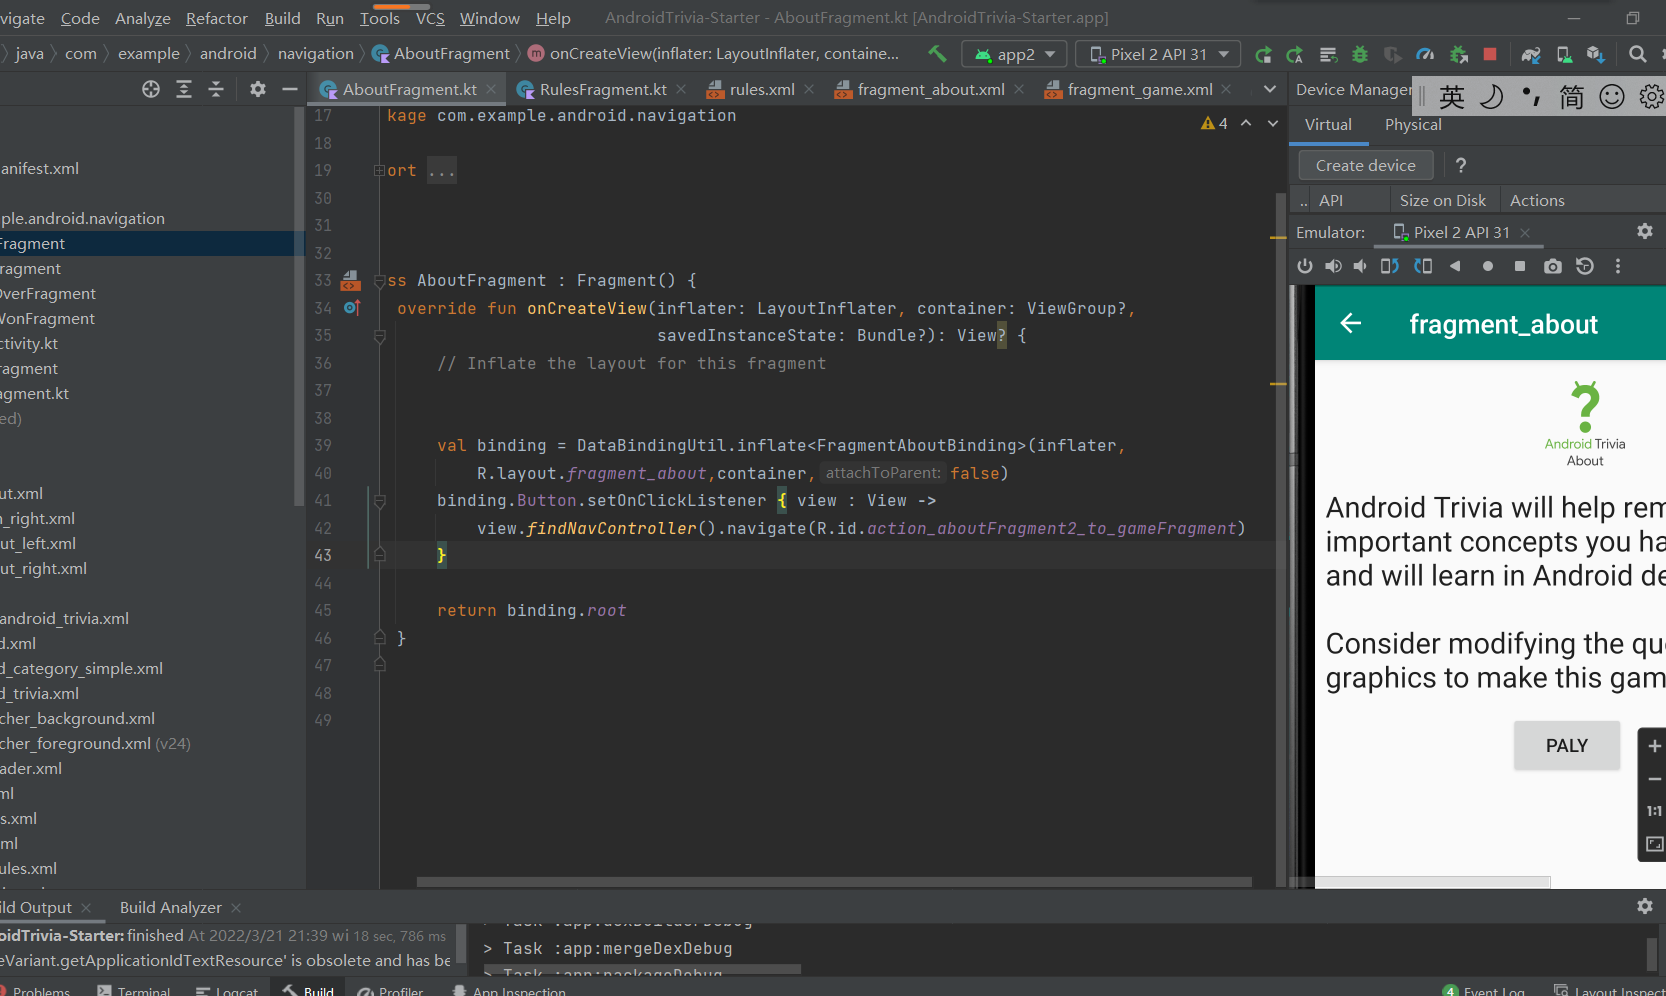 vigate Code Analyze Refactor Build Run Tools VCS Window Help AndroidTrivia-Starter - AboutFragment.kt [AndroidTrivia-Starter.app]
java com example android navigation AboutFragment onCreateView(inflater: LayoutInflater, containe... app2 Pixel 2 API 31
AboutFragment.kt RulesFragment.kt rules.xml fragment_about.xml fragment_game.xml
anifest.xml
ple.android.navigation
Fragment
ragment
OverFragment
WonFragment
ctivity.kt
ragment
agment.kt
ed)
ut.xml
n_right.xml
ut_left.xml
ut_right.xml
android_trivia.xml
d.xml
d_category_simple.xml
d_trivia.xml
cher_background.xml
cher_foreground.xml (v24)
ader.xml
ml
s.xml
ml
ules.xml
17 kage com.example.android.navigation
4
18
19 ort ...
30
31
32
33 ss AboutFragment : Fragment() {
34 override fun onCreateView(inflater: LayoutInflater, container: ViewGroup?,
35 savedInstanceState: Bundle?): View? {
36 // Inflate the layout for this fragment
37
38
39 val binding = DataBindingUtil.inflate<FragmentAboutBinding>(inflater,
40 R.layout.fragment_about,container, attachToParent: false)
41 binding.Button.setOnClickListener { view : View ->
42 view.findNavController().navigate(R.id.action_aboutFragment2_to_gameFragment)
43 }
44
45 return binding.root
46 }
47
48
49
Device Manager
英 简
Virtual Physical
Create device ?
.. API Size on Disk Actions
Emulator: Pixel 2 API 31
fragment_about
Android Trivia
About
Android Trivia will help rem
important concepts you ha
and will learn in Android de
Consider modifying the que
graphics to make this gam
PALY
1:1
ild Output Build Analyzer
oidTrivia-Starter: finished At 2022/3/21 21:39 wi 18 sec, 786 ms
eVariant.getApplicationIdTextResource' is obsolete and has be
> Task :app:dexBuilderDebug
> Task :app:mergeDexDebug
> Task :app:packageDebug
Problems Terminal Logcat Build Profiler App Inspection 4 Event Log Layout Inspect